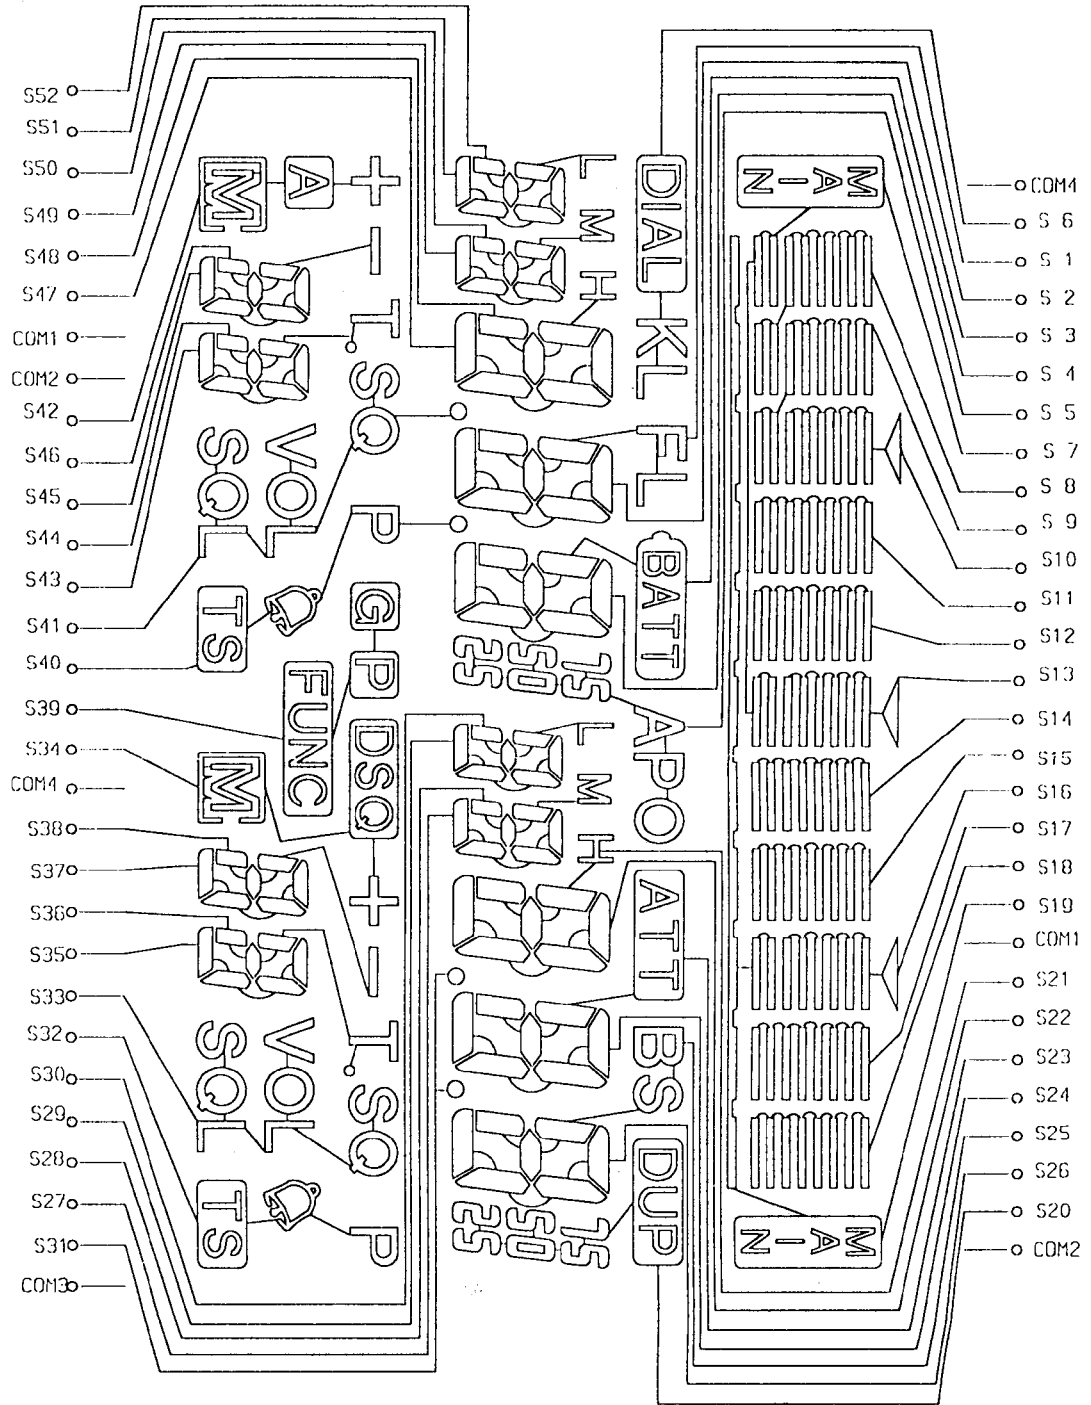 S52
S51
S50
S49
S48
S47
COM1
COM2
S42
S46
S45
S44
S43
S41
S40
S39
S34
COM4
S38
S37
S36
S35
S33
S32
S30
S29
S28
S27
S31
COM3
M
A
+
−
T.
SQ
P
VOL
SQL
TS
G
P
FUNC
DSQ
M
+
−
T.
SQ
P
VOL
SQL
TS
L M H
DIAL
KL
FL
BATT
75
50
25
APO
L M H
ATT
BS
DUP
75
50
25
MAIN
MAIN
COM4
S 6
S 1
S 2
S 3
S 4
S 5
S 7
S 8
S 9
S10
S11
S12
S13
S14
S15
S16
S17
S18
S19
COM1
S21
S22
S23
S24
S25
S26
S20
COM2